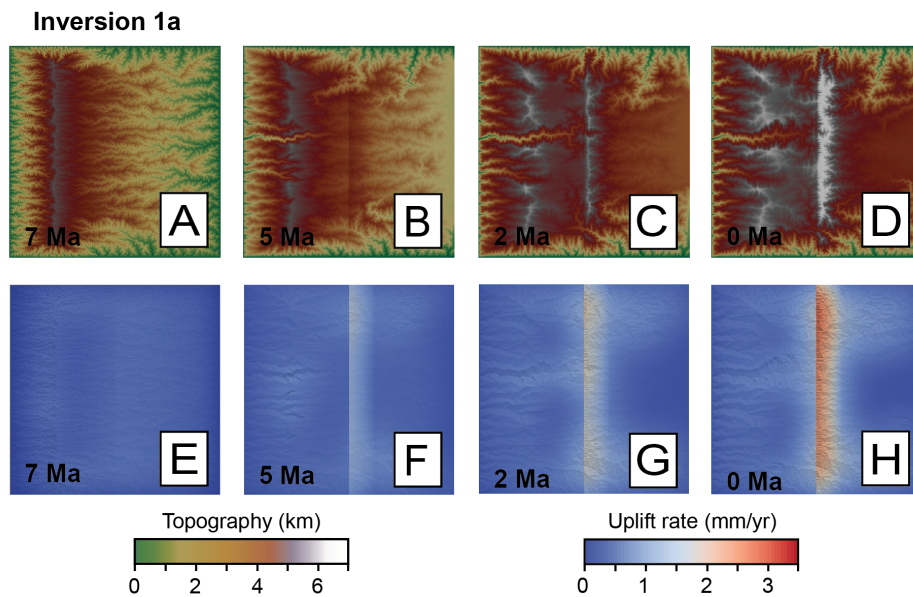 Inversion 1a
A
7 Ma
B
5 Ma
C
2 Ma
D
0 Ma
E
7 Ma
F
5 Ma
G
2 Ma
H
0 Ma
Topography (km)
0 2 4 6
Uplift rate (mm/yr)
0 1 2 3